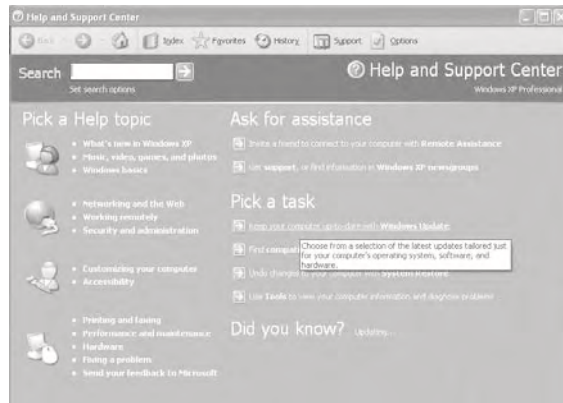 Help and Support Center
Back
Index Favorites History Support Options
Search
Set search options
Help and Support Center
Windows XP Professional
Pick a Help topic
What's new in Windows XP
Music, video, games, and photos
Windows basics
Networking and the Web
Working remotely
Security and administration
Customizing your computer
Accessibility
Printing and faxing
Performance and maintenance
Hardware
Fixing a problem
Send your feedback to Microsoft
Ask for assistance
Invite a friend to connect to your computer with Remote Assistance
Get support, or find information in Windows XP newsgroups
Pick a task
Keep your computer up-to-date with Windows Update
Find
Choose from a selection of the latest updates tailored just
for your computer's operating system, software, and
hardware.
Undo changes to your computer with System Restore
Use Tools to view your computer information and diagnose problems
Did you know? Updating...